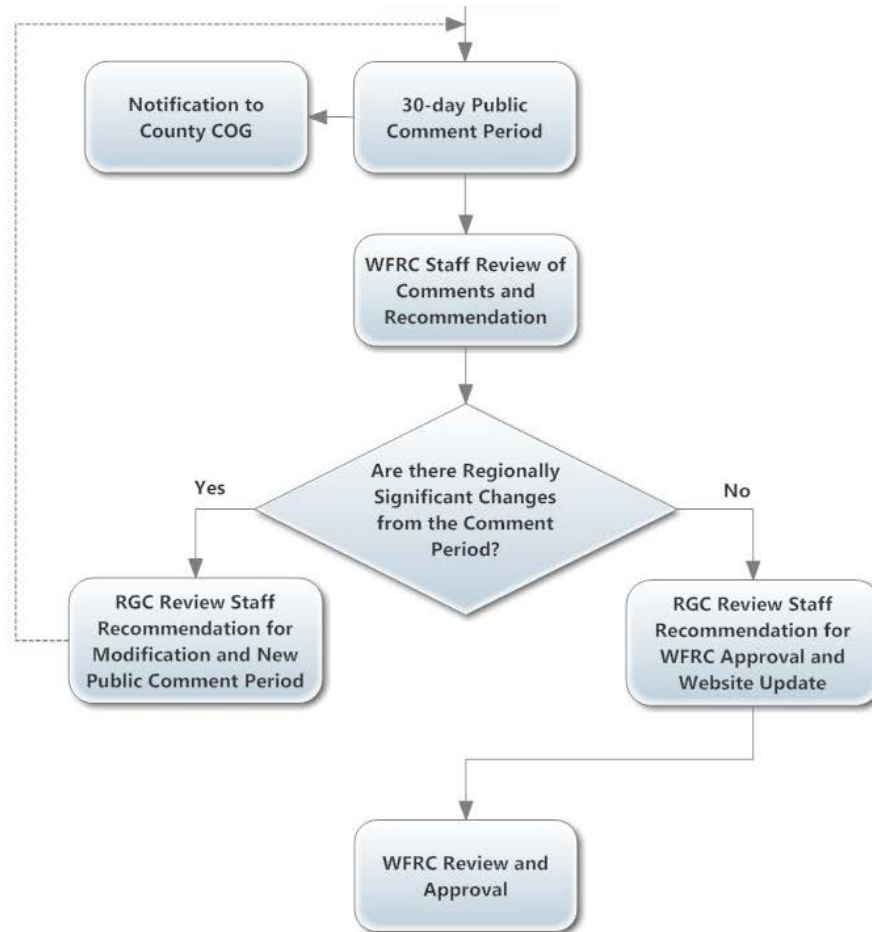 Notification to
County COG
30-day Public
Comment Period
WFRC Staff Review of
Comments and
Recommendation
Are there Regionally
Significant Changes
from the Comment
Period?
Yes
No
RGC Review Staff
Recommendation for
Modification and New
Public Comment Period
RGC Review Staff
Recommendation for
WFRC Approval and
Website Update
WFRC Review and
Approval